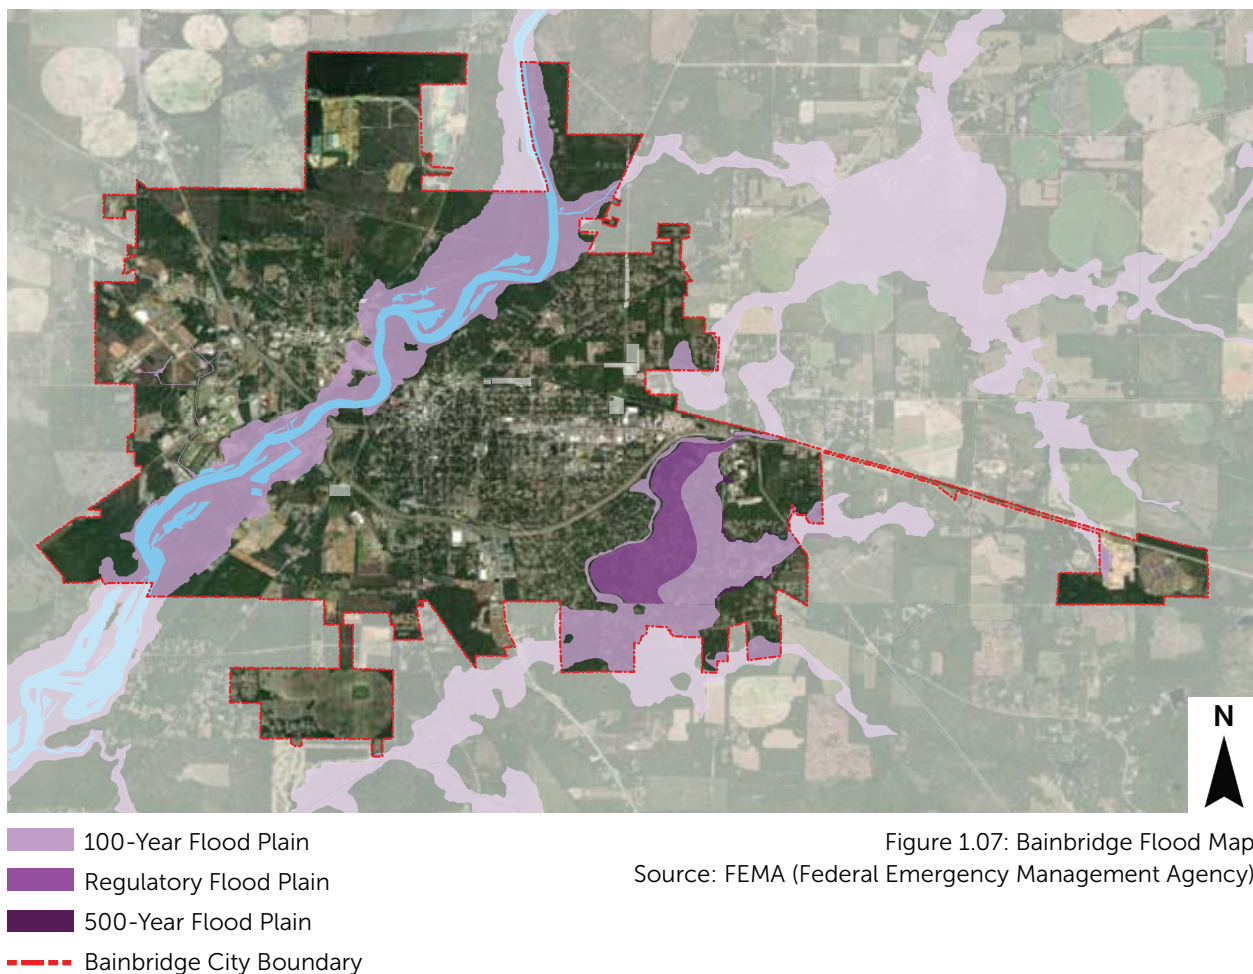 N
100-Year Flood Plain
Regulatory Flood Plain
500-Year Flood Plain
Bainbridge City Boundary
Figure 1.07: Bainbridge Flood Map
Source: FEMA (Federal Emergency Management Agency)